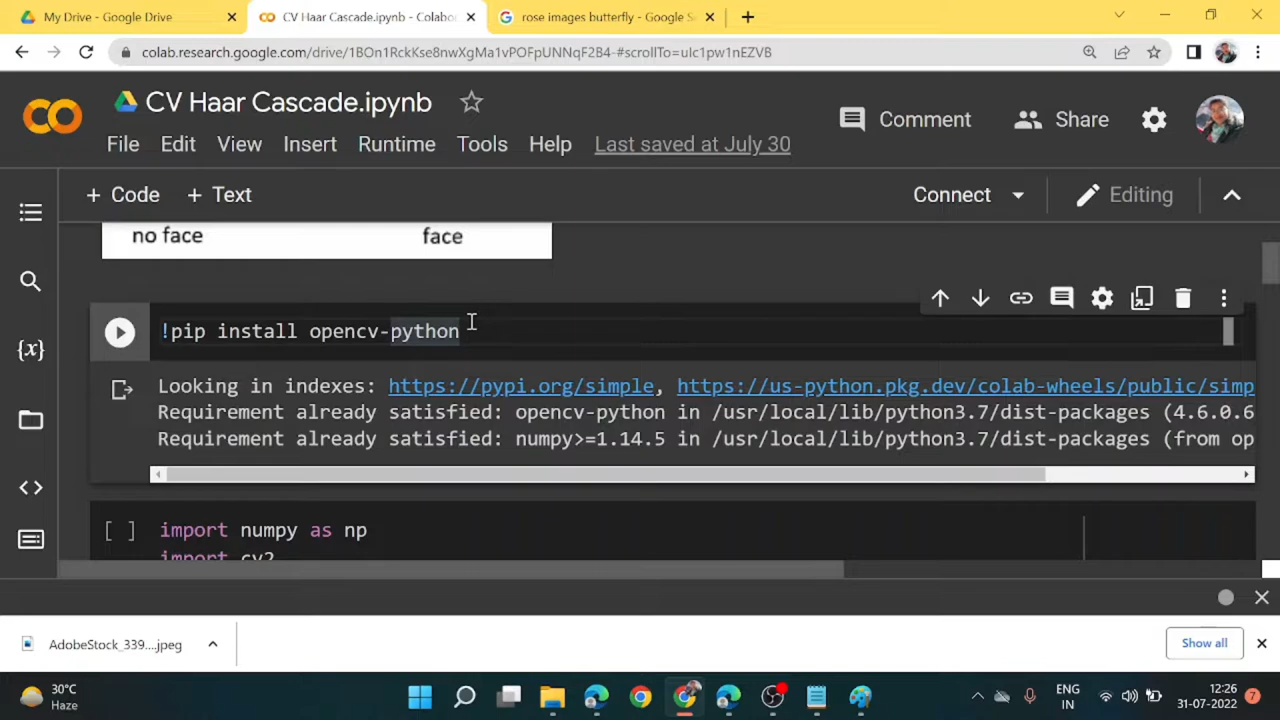 My Drive - Google Drive
CV Haar Cascade.ipynb - Colabo
rose images butterfly - Google Se
colab.research.google.com/drive/1BOn1RckKse8nwXgMa1vPOFpUNNqF2B4-#scrollTo=uIc1pw1nEZVB
CV Haar Cascade.ipynb
Comment
Share
File Edit View Insert Runtime Tools Help Last saved at July 30
+ Code + Text
Connect
Editing
no face face
!pip install opencv-python
Looking in indexes: https://pypi.org/simple, https://us-python.pkg.dev/colab-wheels/public/simp
Requirement already satisfied: opencv-python in /usr/local/lib/python3.7/dist-packages (4.6.0.6
Requirement already satisfied: numpy>=1.14.5 in /usr/local/lib/python3.7/dist-packages (from op
{x}
[ ] import numpy as np
import cv2
AdobeStock_339....jpeg
Show all
30°C
Haze
ENG
IN
12:26
31-07-2022
7